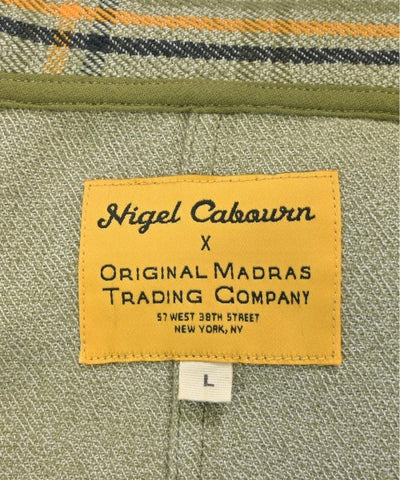 Nigel Cabourn
X
ORIGINAL MADRAS
TRADING COMPANY
57 WEST 38TH STREET
NEW YORK, NY
L